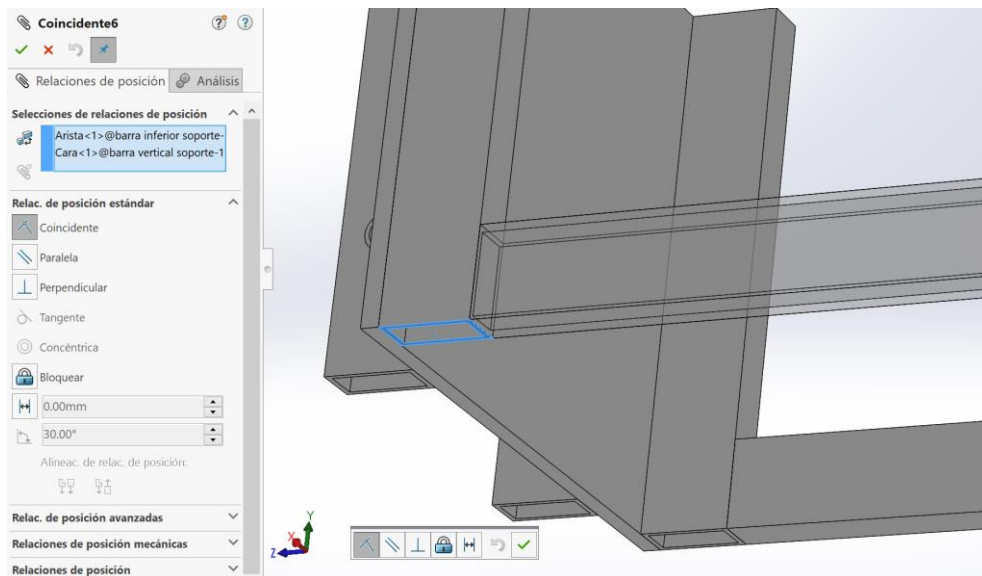 Coincidente6
Relaciones de posición Análisis
Selecciones de relaciones de posición
Arista<1>@barra inferior soporte-
Cara<1>@barra vertical soporte-1
Relac. de posición estándar
Coincidente
Paralela
Perpendicular
Tangente
Concéntrica
Bloquear
0.00mm
30.00°
Alineac. de relac. de posición:
Relac. de posición avanzadas
Relaciones de posición mecánicas
Relaciones de posición
Y
X
Z